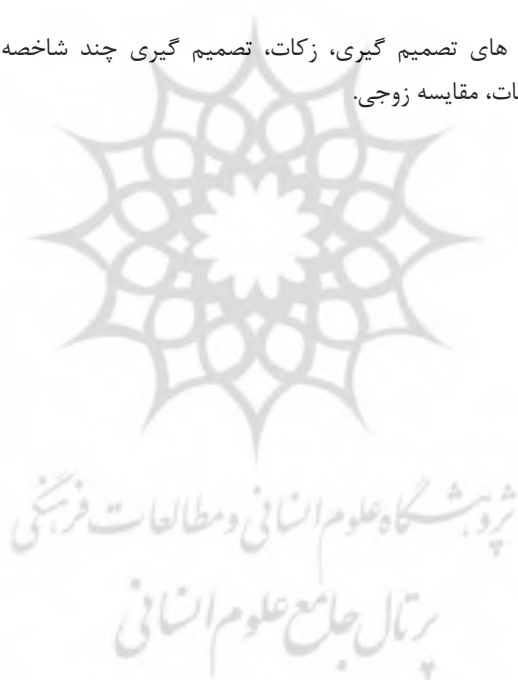 های تصمیم گیری، زکات، تصمیم گیری چند شاخصه
ات، مقایسه زوجی.
پژوهشگاه علوم انسانی و مطالعات فرهنگی
پرتال جامع علوم انسانی